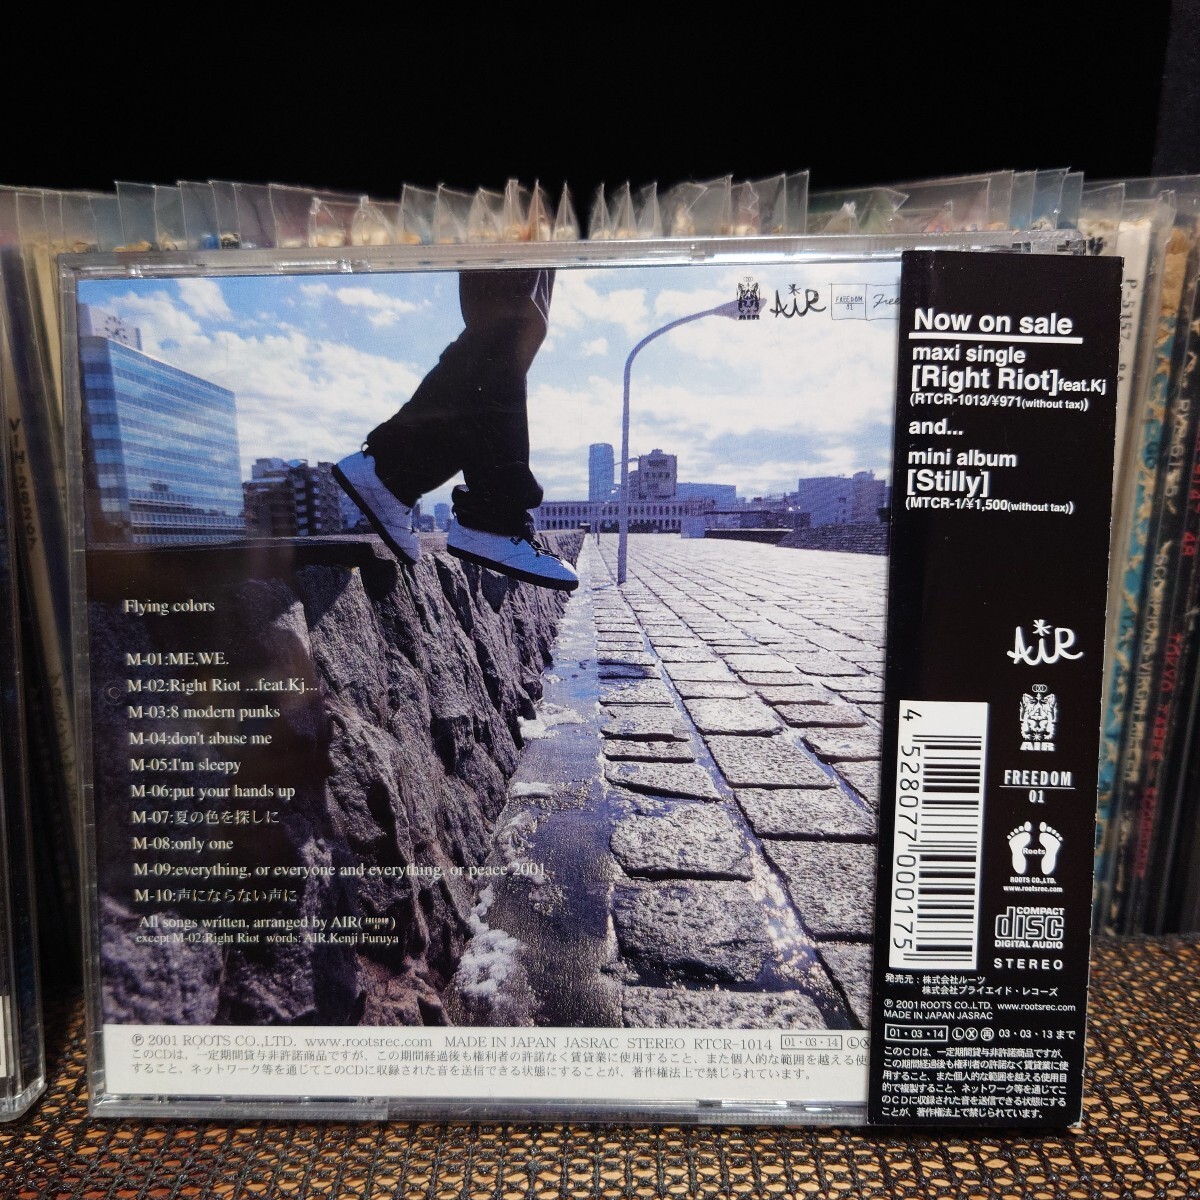 AIR
AIR
FREEDOM
01
Flying colors
M-01:ME,WE.
M-02:Right Riot ...feat.Kj...
M-03:8 modern punks
M-04:don't abuse me
M-05:I'm sleepy
M-06:put your hands up
M-07:夏の色を探しに
M-08:only one
M-09:everything, or everyone and everything, or peace 2001
M-10:声にならない声に
All songs written, arranged by AIR(FREEDOM 01)
except M-02:Right Riot words: AIR,Kenji Furuya
℗ 2001 ROOTS CO.,LTD. www.rootsrec.com MADE IN JAPAN JASRAC STEREO RTCR-1014 01・03・14 Ⓛ
このCDは、一定期間貸与非許諾商品ですが、この期間経過後も権利者の許諾なく賃貸業に使用すること、また個人的な範囲を越える使
すること、ネットワーク等を通じてこのCDに収録された音を送信できる状態にすることが、著作権法上で禁じられています。
Now on sale
maxi single
[Right Riot]feat.Kj
(RTCR-1013/¥971(without tax))
and...
mini album
[Stilly]
(MTCR-1/¥1,500(without tax))
AIR
AIR
FREEDOM
01
Roots
ROOTS CO.,LTD.
www.rootsrec.com
COMPACT
disc
DIGITAL AUDIO
STEREO
4 528077 000175
発売元：株式会社ルーツ
株式会社プライエイド・レコーズ
℗ 2001 ROOTS CO.,LTD. www.rootsrec.com
MADE IN JAPAN JASRAC
01・03・14 Ⓛ Ⓧ ㊢ 03・03・13 まで
このＣＤは、一定期間貸与非許諾商品ですが、
この期間経過後も権利者の許諾なく賃貸業に使
用すること、また個人的な範囲を越える使用目
的で複製すること、ネットワーク等を通じてこ
のＣＤに収録された音を送信できる状態にする
ことが、著作権法上で禁じられています。
VIH-28267
P-5157